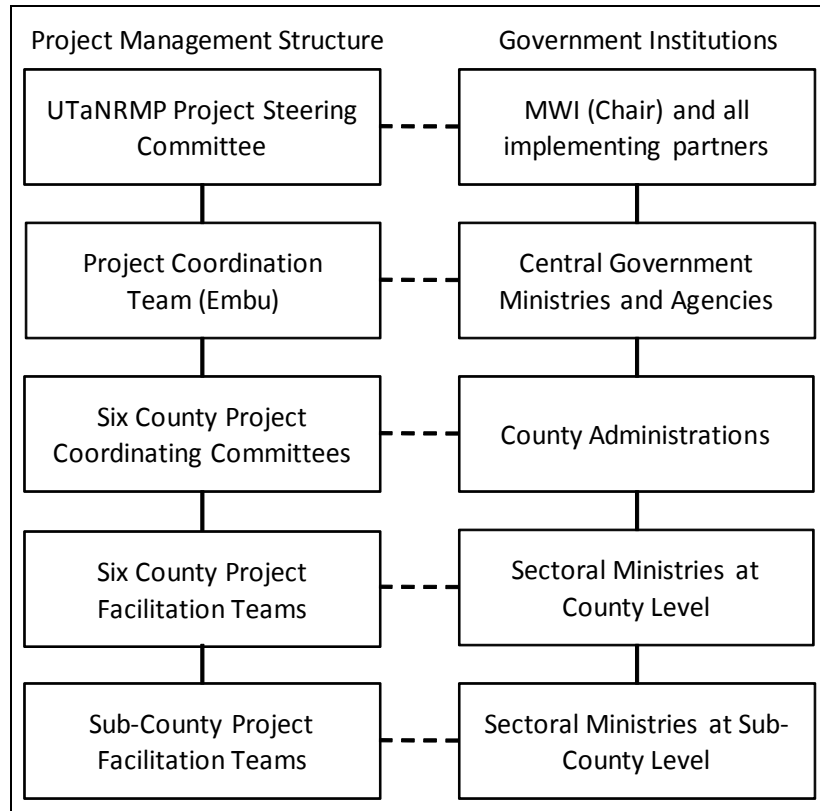 Project Management Structure
Government Institutions
UTaNRMP Project Steering
Committee
MWI (Chair) and all
implementing partners
Project Coordination
Team (Embu)
Central Government
Ministries and Agencies
Six County Project
Coordinating Committees
County Administrations
Six County Project
Facilitation Teams
Sectoral Ministries at
County Level
Sub-County Project
Facilitation Teams
Sectoral Ministries at Sub-
County Level